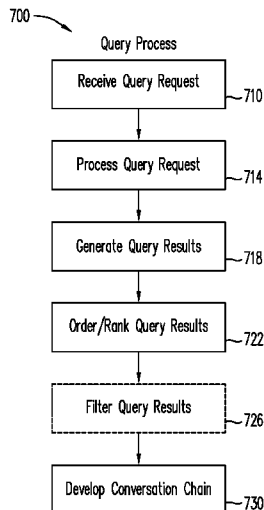 700
Query Process
Receive Query Request
710
Process Query Request
714
Generate Query Results
718
Order/Rank Query Results
722
Filter Query Results
726
Develop Conversation Chain
730